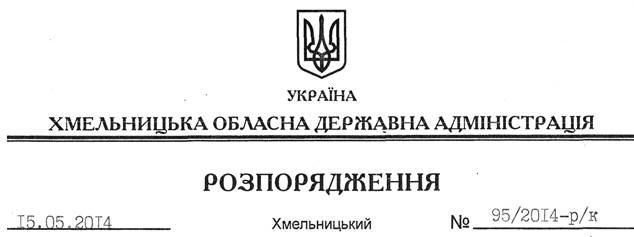 УКРАЇНА
ХМЕЛЬНИЦЬКА ОБЛАСНА ДЕРЖАВНА АДМІНІСТРАЦІЯ
РОЗПОРЯДЖЕННЯ
15.05.2014 Хмельницький № 95/2014-р/к